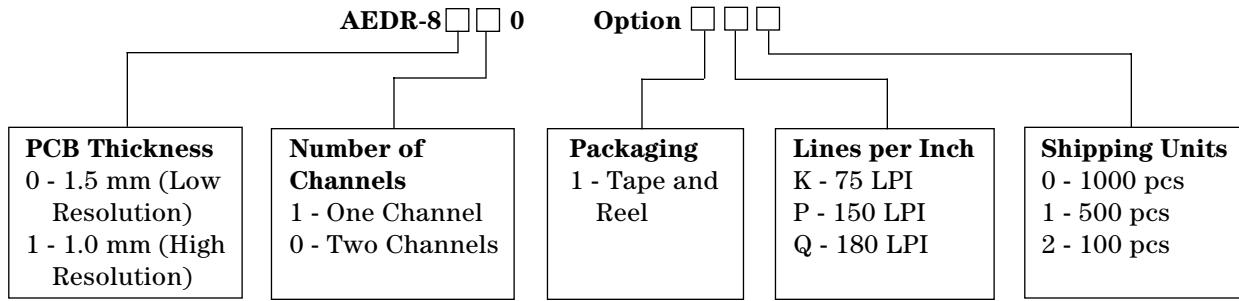 AEDR-8 0 Option
PCB Thickness
0 - 1.5 mm (Low
Resolution)
1 - 1.0 mm (High
Resolution)
Number of
Channels
1 - One Channel
0 - Two Channels
Packaging
1 - Tape and
Reel
Lines per Inch
K - 75 LPI
P - 150 LPI
Q - 180 LPI
Shipping Units
0 - 1000 pcs
1 - 500 pcs
2 - 100 pcs